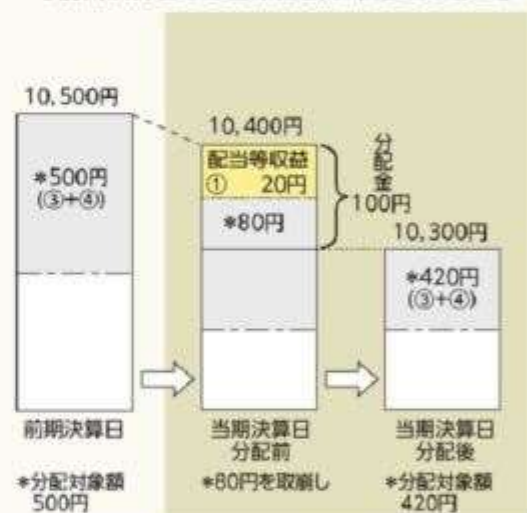 10,500円
*500円
(③+④)
前期決算日
*分配対象額
500円
10,400円
配当等収益
① 20円
*80円
分配金
100円
当期決算日
分配前
*80円を取崩し
10,300円
*420円
(③+④)
当期決算日
分配後
*分配対象額
420円